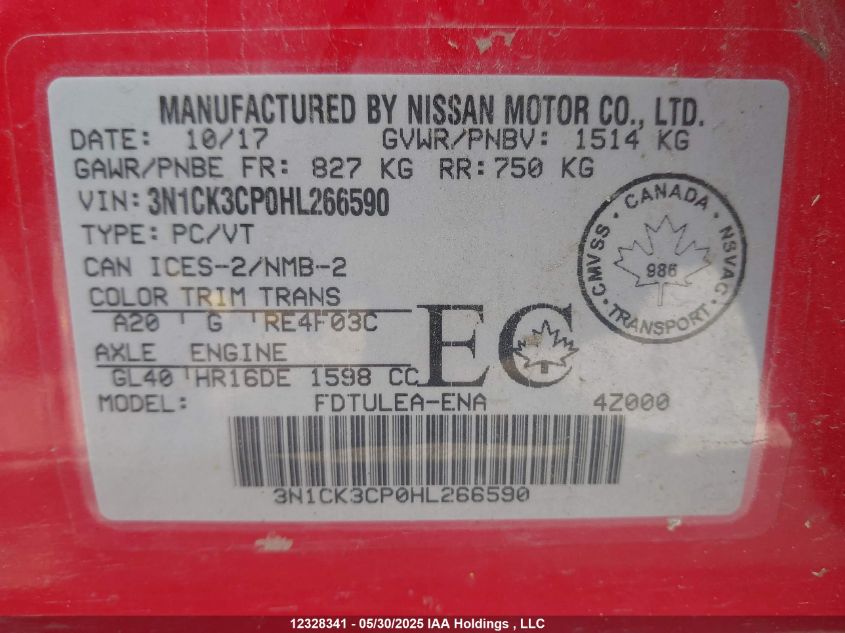 MANUFACTURED BY NISSAN MOTOR CO., LTD.
DATE: 10/17 GVWR/PNBV: 1514 KG
GAWR/PNBE FR: 827 KG RR: 750 KG
VIN: 3N1CK3CP0HL266590
TYPE: PC/VT
CAN ICES-2/NMB-2
COLOR TRIM TRANS
A20 G RE4F03C
AXLE ENGINE
GL40 HR16DE 1598 CC
EC
MODEL: FDTULEA-ENA 4Z000
3N1CK3CP0HL266590
CANADA
CMVSS NSVAC
986
TRANSPORT
12328341 - 05/30/2025 IAA Holdings , LLC